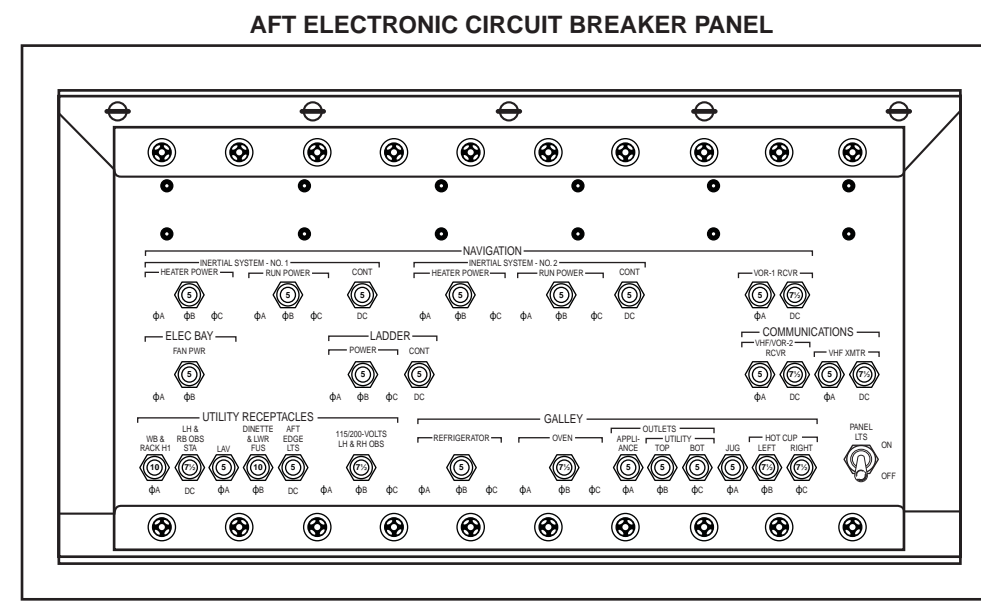 AFT ELECTRONIC CIRCUIT BREAKER PANEL
NAVIGATION
INERTIAL SYSTEM - NO. 1 INERTIAL SYSTEM - NO. 2
HEATER POWER RUN POWER CONT HEATER POWER RUN POWER CONT VOR-1 RCVR
5 5 5 5 5 5 5 7½
ϕA ϕB ϕC ϕA ϕB ϕC DC ϕA ϕB ϕC ϕA ϕB ϕC DC ϕA DC
ELEC BAY LADDER COMMUNICATIONS
FAN PWR POWER CONT VHF/VOR-2 RCVR VHF XMTR
5 5 5 5 7½ 5 7½
ϕA ϕB ϕA ϕB ϕC DC ϕA DC ϕA DC
UTILITY RECEPTACLES GALLEY
WB & RACK H1 LH & RB OBS STA LAV DINETTE & LWR FUS AFT EDGE LTS 115/200-VOLTS LH & RH OBS REFRIGERATOR OVEN OUTLETS APPLI-ANCE UTILITY TOP BOT JUG HOT CUP LEFT RIGHT PANEL LTS ON
10 7½ 5 10 5 7½ 5 7½ 5 5 5 5 7½ 7½ OFF
ϕA DC ϕA ϕB DC ϕA ϕB ϕC ϕA ϕB ϕC ϕA ϕB ϕC ϕA ϕB ϕC ϕA ϕB ϕC